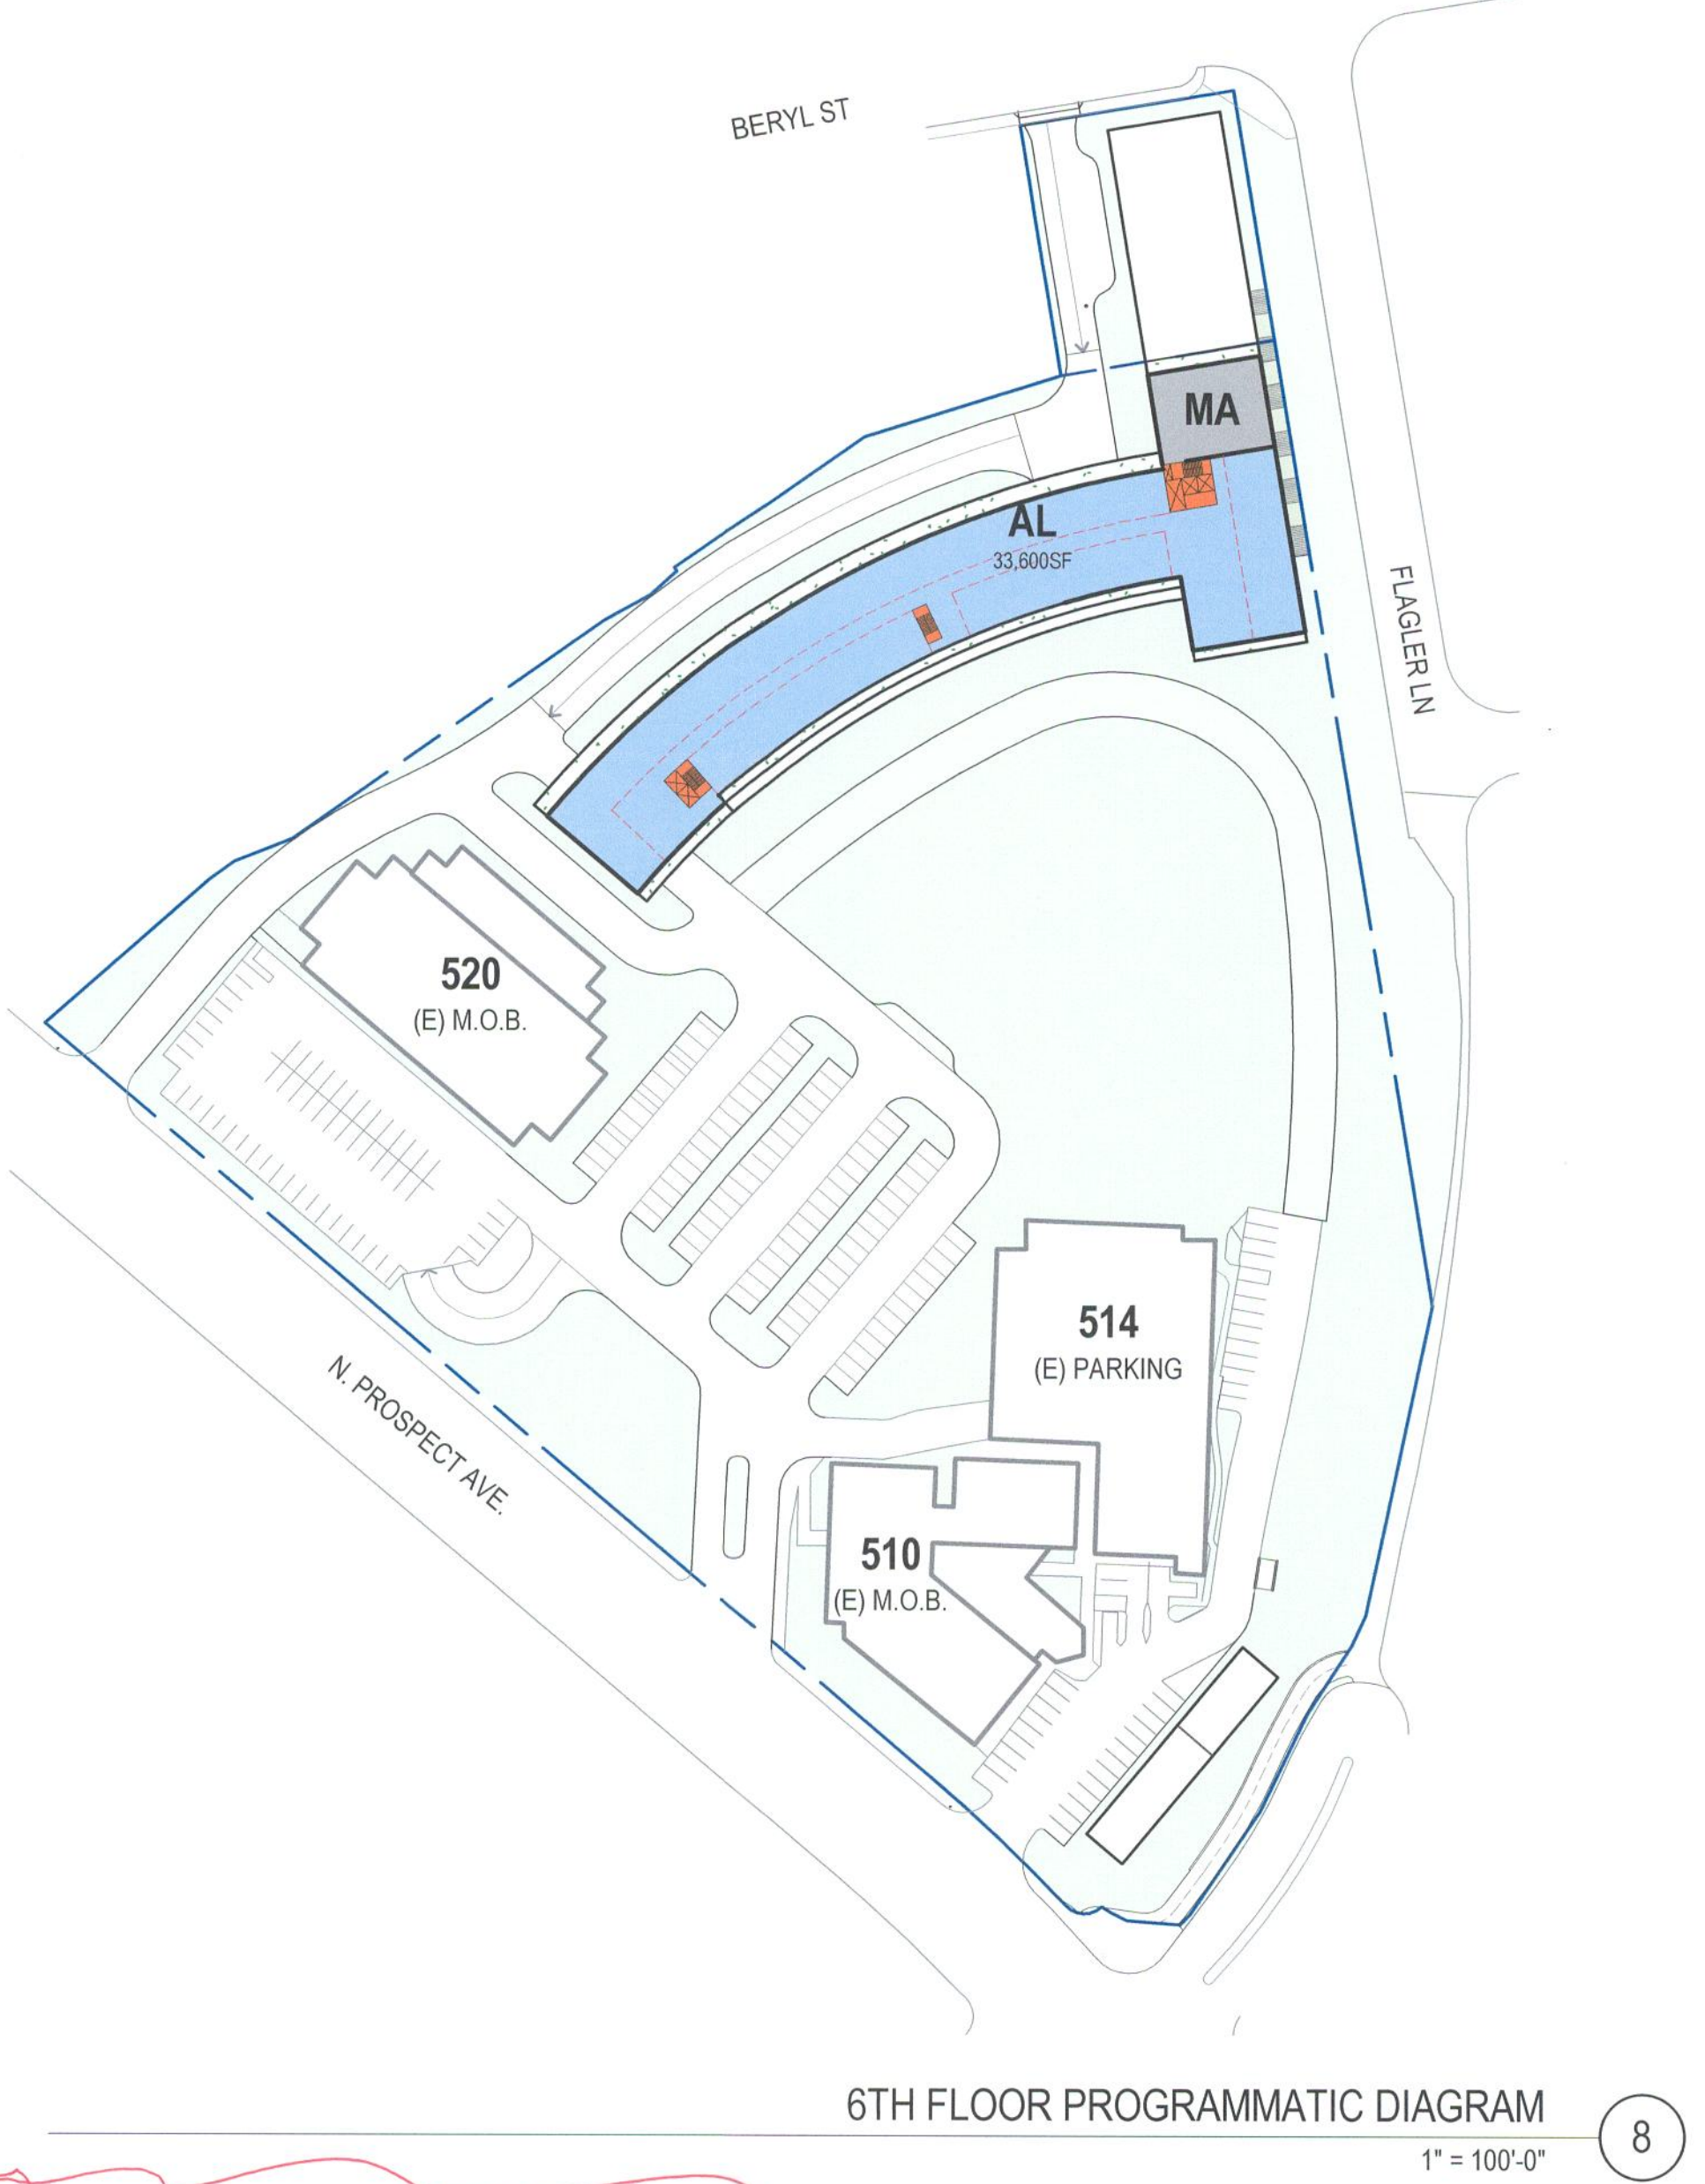 BERYL ST
MA
AL
33,600SF
FLAGLER LN
520
(E) M.O.B.
514
(E) PARKING
N. PROSPECT AVE.
510
(E) M.O.B.
6TH FLOOR PROGRAMMATIC DIAGRAM
8
1" = 100'-0"